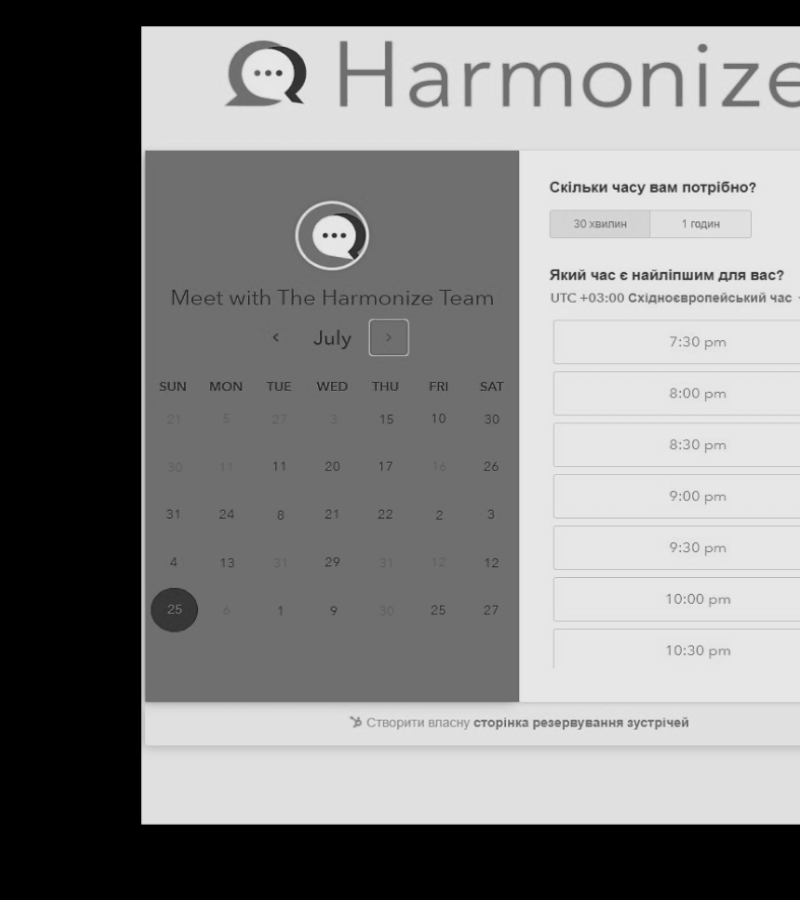 Harmonize
Meet with The Harmonize Team
July
SUN MON TUE WED THU FRI SAT
21 5 27 3 15 10 30
30 11 11 20 17 16 26
31 24 8 21 22 2 3
4 13 31 29 31 12 12
25 6 1 9 30 25 27
Скільки часу вам потрібно?
30 хвилин 1 годин
Який час є найліпшим для вас?
UTC +03:00 Східноєвропейський час
7:30 pm
8:00 pm
8:30 pm
9:00 pm
9:30 pm
10:00 pm
10:30 pm
Створити власну сторінка резервування зустрічей